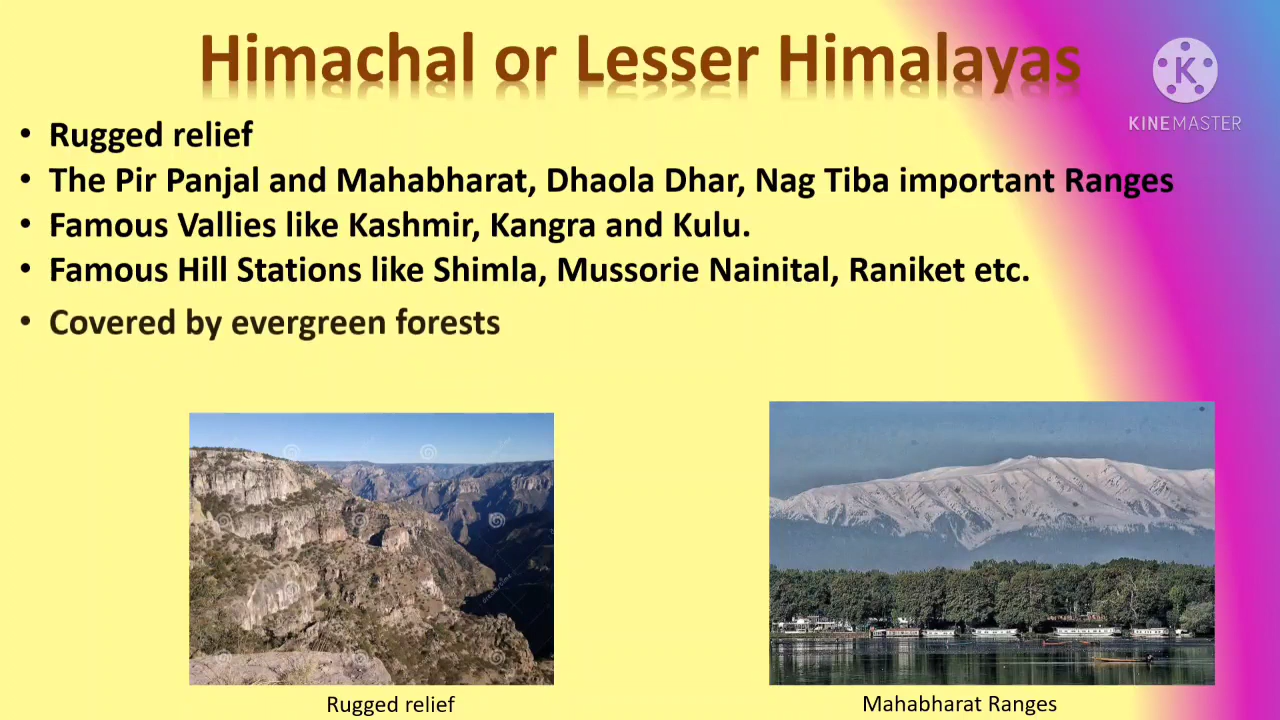 Himachal or Lesser Himalayas
KINEMASTER
• Rugged relief
• The Pir Panjal and Mahabharat, Dhaola Dhar, Nag Tiba important Ranges
• Famous Vallies like Kashmir, Kangra and Kulu.
• Famous Hill Stations like Shimla, Mussorie Nainital, Raniket etc.
• Covered by evergreen forests
Rugged relief
Mahabharat Ranges